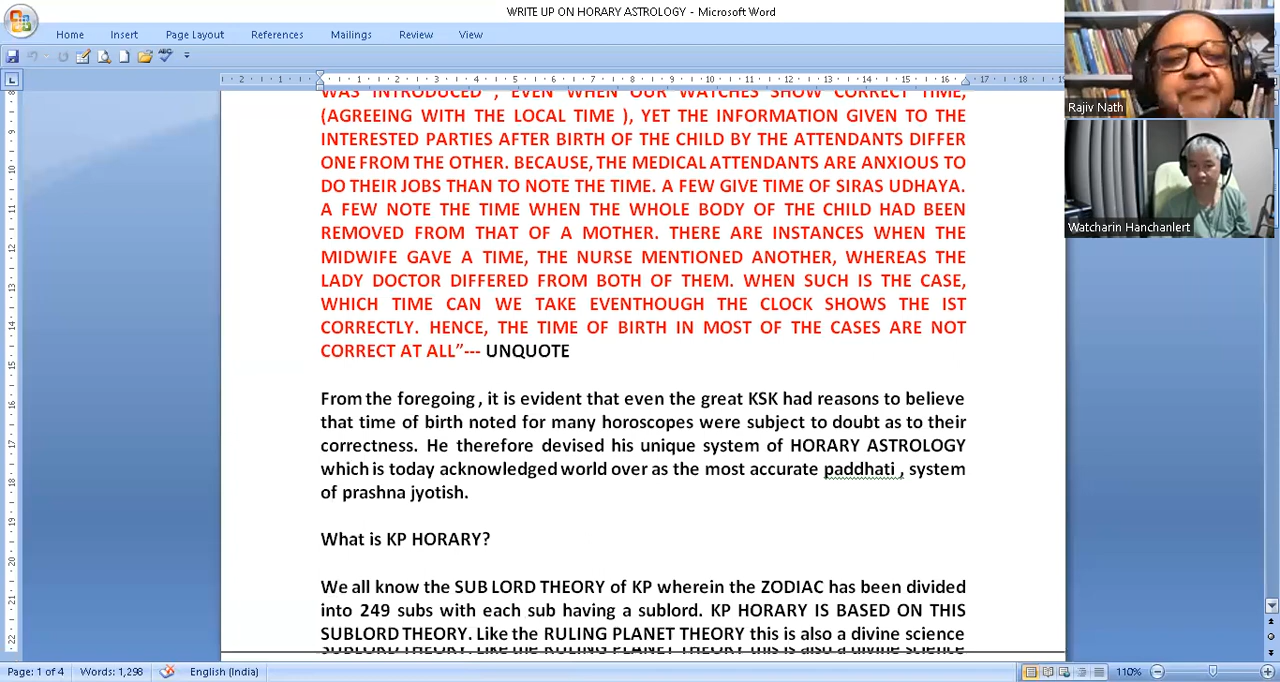 WRITE UP ON HORARY ASTROLOGY - Microsoft Word
Home Insert Page Layout References Mailings Review View
WAS INTRODUCED , EVEN WHEN OUR WATCHES SHOW CORRECT TIME,
(AGREEING WITH THE LOCAL TIME ), YET THE INFORMATION GIVEN TO THE
INTERESTED PARTIES AFTER BIRTH OF THE CHILD BY THE ATTENDANTS DIFFER
ONE FROM THE OTHER. BECAUSE, THE MEDICAL ATTENDANTS ARE ANXIOUS TO
DO THEIR JOBS THAN TO NOTE THE TIME. A FEW GIVE TIME OF SIRAS UDHAYA.
A FEW NOTE THE TIME WHEN THE WHOLE BODY OF THE CHILD HAD BEEN
REMOVED FROM THAT OF A MOTHER. THERE ARE INSTANCES WHEN THE
MIDWIFE GAVE A TIME, THE NURSE MENTIONED ANOTHER, WHEREAS THE
LADY DOCTOR DIFFERED FROM BOTH OF THEM. WHEN SUCH IS THE CASE,
WHICH TIME CAN WE TAKE EVENTHOUGH THE CLOCK SHOWS THE IST
CORRECTLY. HENCE, THE TIME OF BIRTH IN MOST OF THE CASES ARE NOT
CORRECT AT ALL”--- UNQUOTE
From the foregoing , it is evident that even the great KSK had reasons to believe
that time of birth noted for many horoscopes were subject to doubt as to their
correctness. He therefore devised his unique system of HORARY ASTROLOGY
which is today acknowledged world over as the most accurate paddhati , system
of prashna jyotish.
What is KP HORARY?
We all know the SUB LORD THEORY of KP wherein the ZODIAC has been divided
into 249 subs with each sub having a sublord. KP HORARY IS BASED ON THIS
SUBLORD THEORY. Like the RULING PLANET THEORY this is also a divine science
Rajiv Nath
Watcharin Hanchanlert
Page: 1 of 4 Words: 1,298 English (India) 110%